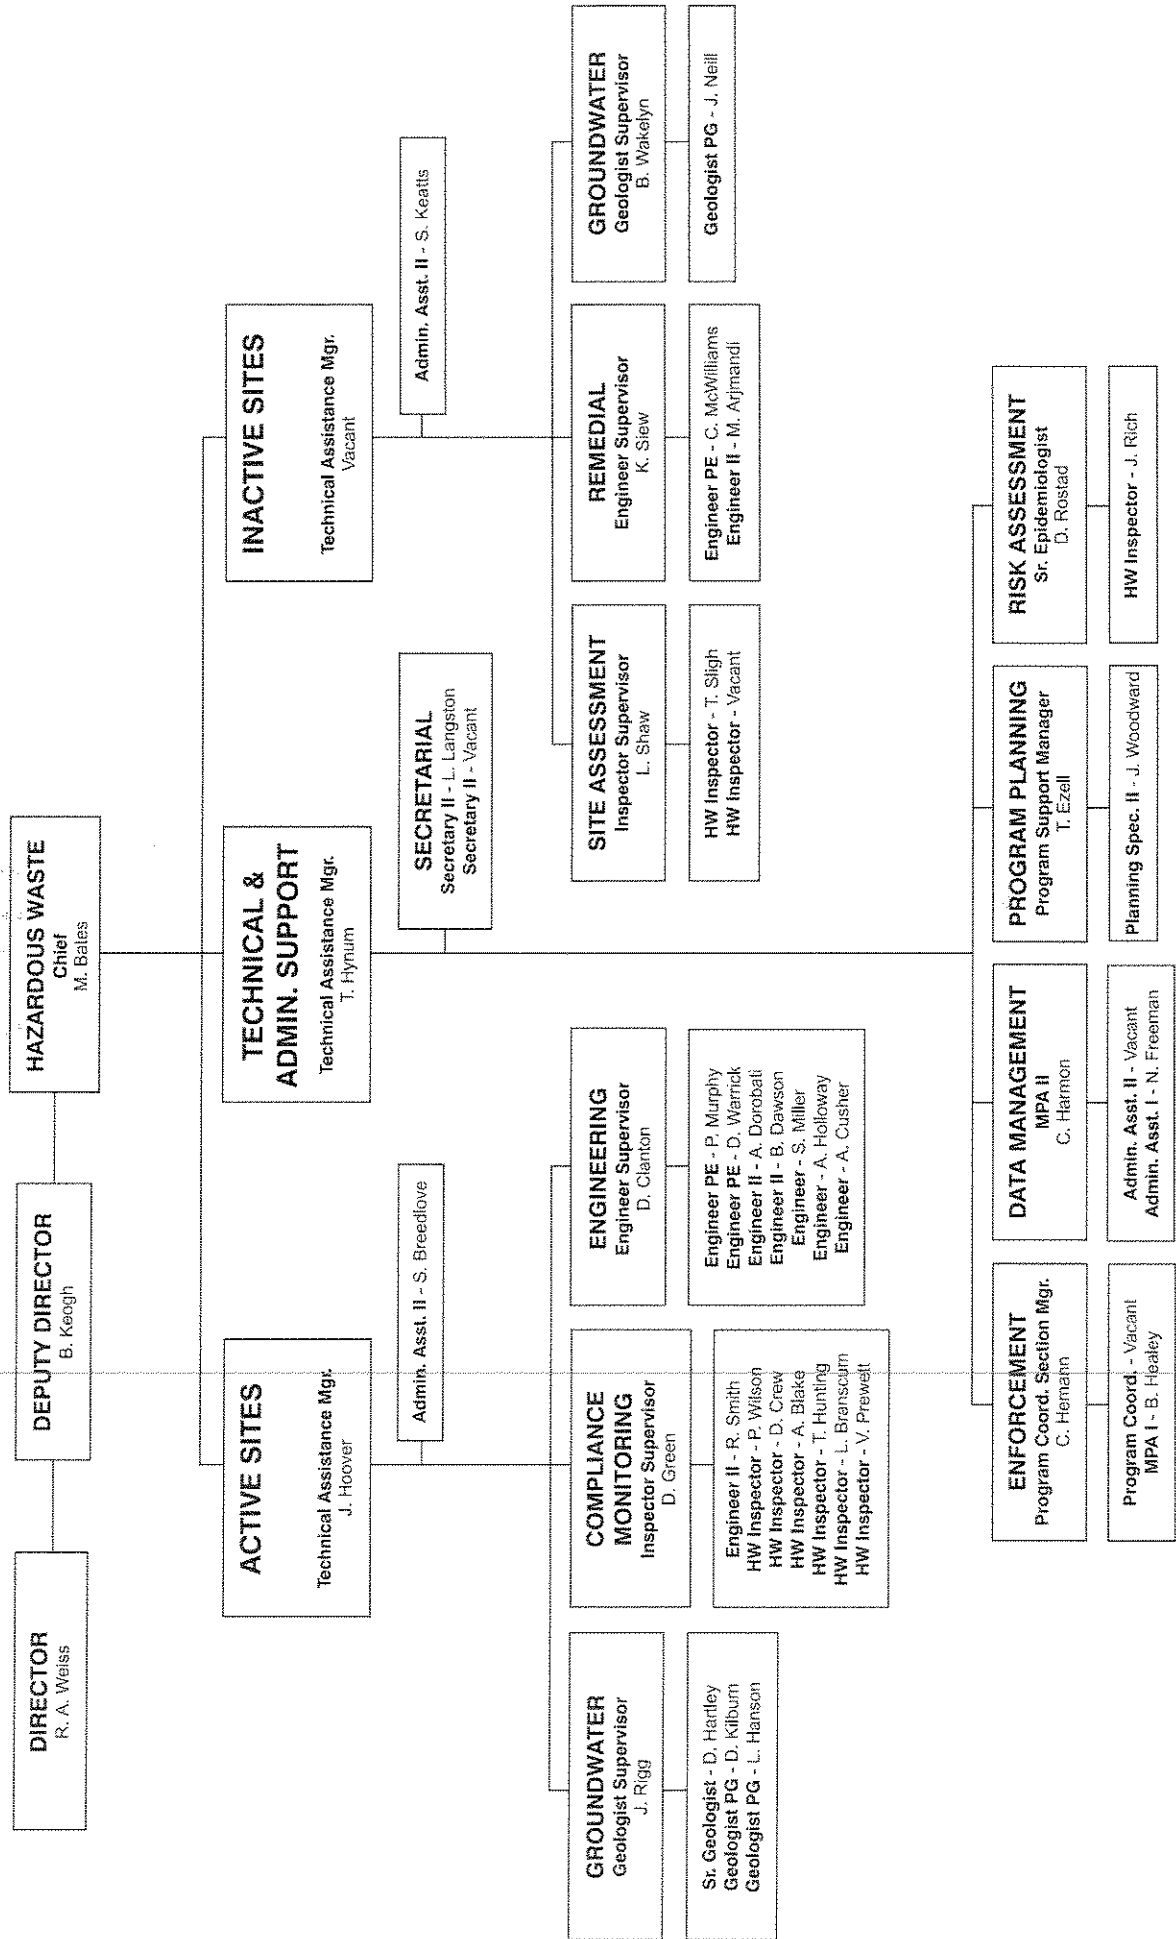 DIRECTOR
R. A. Weiss
DEPUTY DIRECTOR
B. Keogh
HAZARDOUS WASTE
Chief
M. Bates
ACTIVE SITES
Technical Assistance Mgr.
J. Hoover
TECHNICAL &
ADMIN. SUPPORT
Technical Assistance Mgr.
T. Hynum
INACTIVE SITES
Technical Assistance Mgr.
Vacant
Admin. Asst. II - S. Breedlove
SECRETARIAL
Secretary II - L. Langston
Secretary II - Vacant
Admin. Asst. II - S. Keatts
GROUNDWATER
Geologist Supervisor
J. Rigg
COMPLIANCE
MONITORING
Inspector Supervisor
D. Green
ENGINEERING
Engineer Supervisor
D. Clanton
SITE ASSESSMENT
Inspector Supervisor
L. Shaw
REMEDIAL
Engineer Supervisor
K. Siew
GROUNDWATER
Geologist Supervisor
B. Wakelyn
Sr. Geologist - D. Hartley
Geologist PG - D. Kilburn
Geologist PG - L. Hanson
Engineer II - R. Smith
HW Inspector - P. Wilson
HW Inspector - D. Crew
HW Inspector - A. Blake
HW Inspector - T. Hunting
HW Inspector - L. Branscum
HW Inspector - V. Prewett
Engineer PE - P. Murphy
Engineer PE - D. Warrick
Engineer II - A. Dorobati
Engineer II - B. Dawson
Engineer - S. Miller
Engineer - A. Holloway
Engineer - A. Cusher
HW Inspector - T. Sligh
HW Inspector - Vacant
Engineer PE - C. McWilliams
Engineer II - M. Arjmandi
Geologist PG - J. Neill
ENFORCEMENT
Program Coord. Section Mgr.
C. Hemann
DATA MANAGEMENT
MPA II
C. Harmon
PROGRAM PLANNING
Program Support Manager
T. Ezell
RISK ASSESSMENT
Sr. Epidemiologist
D. Rostad
Program Coord. - Vacant
MPA I - B. Healey
Admin. Asst. II - Vacant
Admin. Asst. I - N. Freeman
Planning Spec. II - J. Woodward
HW Inspector - J. Rich